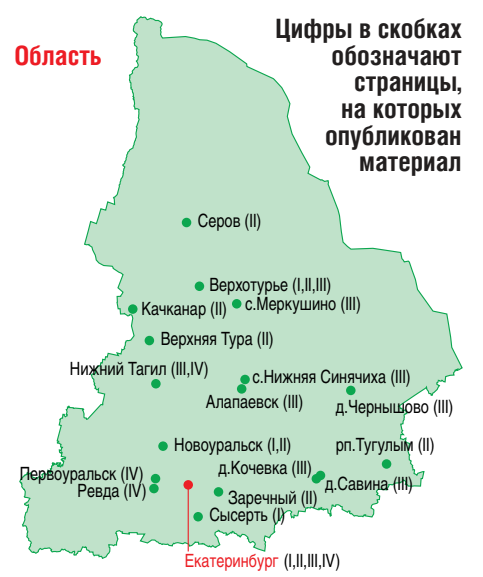 Цифры в скобках
обозначают
страницы,
на которых
опубликован
материал
Область
Серов (II)
Верхотурье (I,II,III)
с.Меркушино (III)
Качканар (II)
Верхняя Тура (II)
Нижний Тагил (III,IV)
с.Нижняя Синячиха (III)
Алапаевск (III)
д.Чернышово (III)
Новоуральск (I,II)
рп.Тугулым (II)
д.Кочевка (III)
Первоуральск (IV)
д.Савина (III)
Ревда (IV)
Заречный (II)
Сысерть (I)
Екатеринбург (I,II,III,IV)